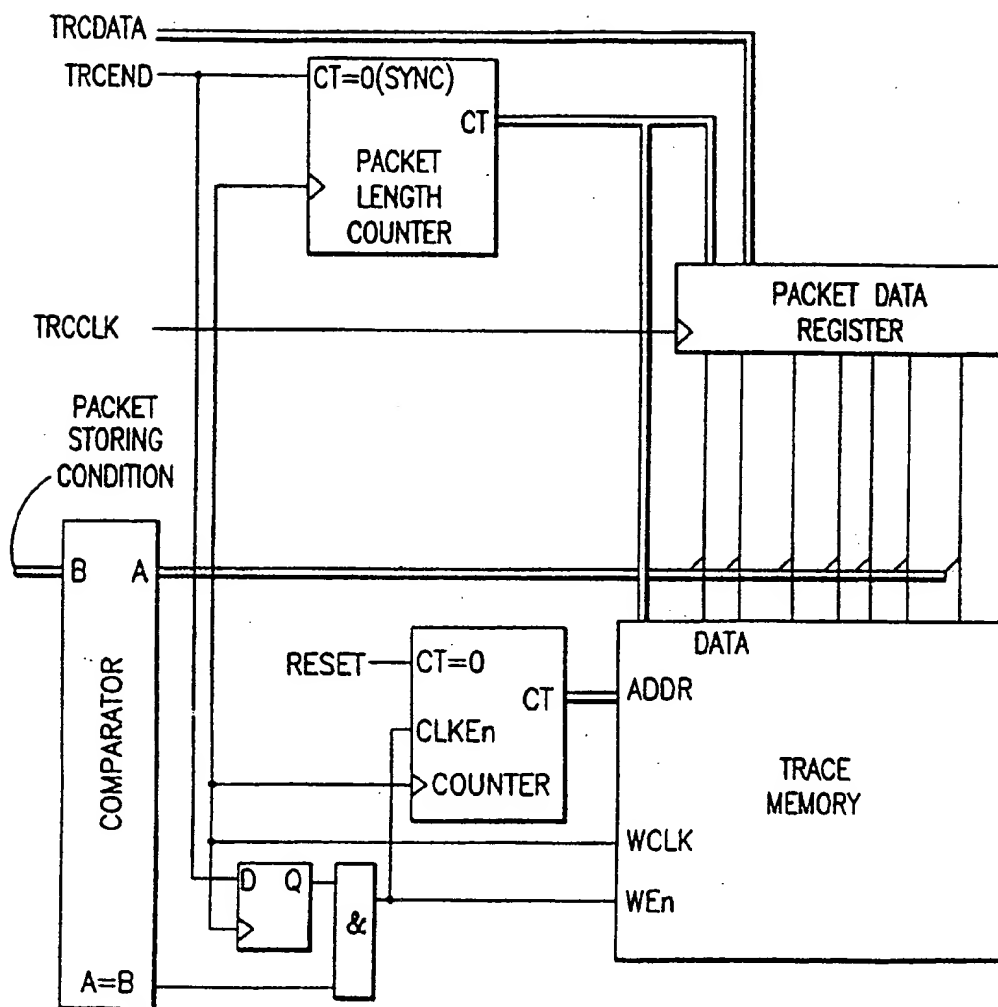 TRCDATA
TRCEND
CT=0(SYNC)
CT
PACKET
LENGTH
COUNTER
PACKET DATA
REGISTER
TRCCLK
PACKET
STORING
CONDITION
B
A
COMPARATOR
A=B
RESET
CT=0
CT
CLKEn
COUNTER
DATA
ADDR
TRACE
MEMORY
WCLK
WEn
D
Q
&